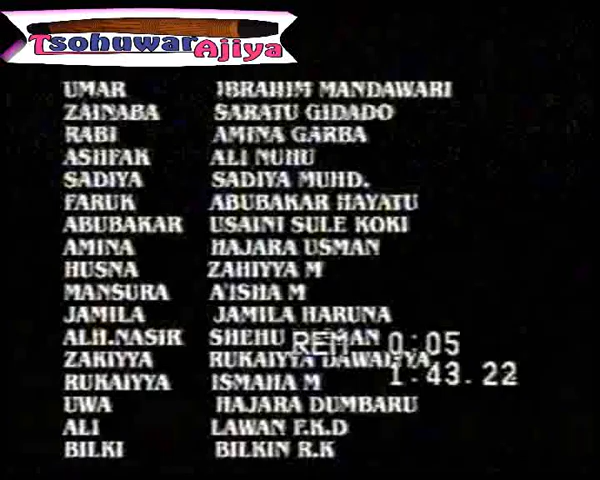 Tsohuwar Ajiya
UMAR IBRAHIM MANDAWARI
ZAINABA SARATU GIDADO
RABI AMINA GARBA
ASHFAK ALI NUHU
SADIYA SADIYA MUHD.
FARUK ABUBAKAR HAYATU
ABUBAKAR USAINI SULE KOKI
AMINA HAJARA USMAN
HUSNA ZAHIYYA M
MANSURA A'ISHA M
JAMILA JAMILA HARUNA
ALH.NASIR SHEHU
REM 0:05
ZAKIYYA RUKAIYYA DAWAIYYA
1:43.22
RUKAIYYA ISMAHA M
UWA HAJARA DUMBARU
ALI LAWAN F.K.D
BILKI BILKIN R.K